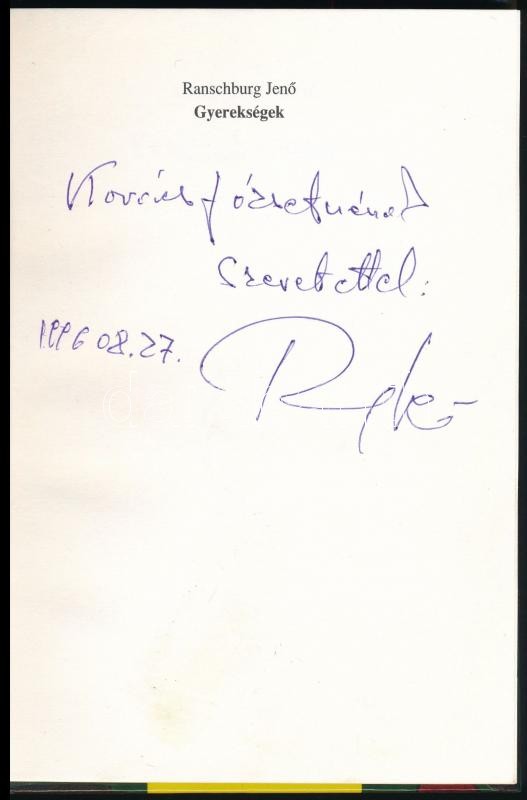 Ranschburg Jenő
Gyerekségek
Kovács Józsefnének
Szeretettel:
1996 08.27.